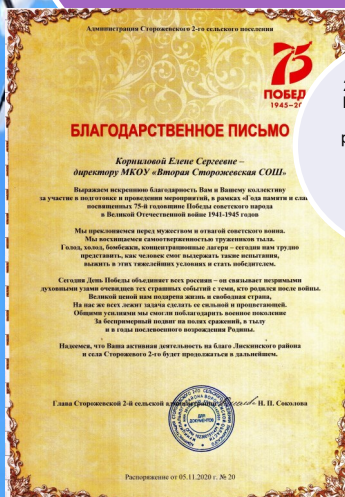 Администрация Сторожевского 2-го сельского поселения
75
ПОБЕД
1945–20
БЛАГОДАРСТВЕННОЕ ПИСЬМО
Корниловой Елене Сергеевне –
директору МКОУ «Вторая Сторожевская СОШ»
Выражаем искреннюю благодарность Вам и Вашему коллективу
за участие в подготовке и проведении мероприятий, в рамках «Года памяти и сла
посвященных 75-й годовщине Победы советского народа
в Великой Отечественной войне 1941-1945 годов
Мы преклоняемся перед мужеством и отвагой советского воина.
Мы восхищаемся самоотверженностью тружеников тыла.
Голод, холод, бомбежки, концентрационные лагеря – сегодня нам трудно
представить, как человек смог выдержать такие испытания,
выжить в этих тяжелейших условиях и стать победителем.
Сегодня День Победы объединяет всех россиян – он связывает незримыми
духовными узами очевидцев тех страшных событий с теми, кто родился после войны.
Великой ценой нам подарена жизнь и свободная страна,
На нас же всех лежит задача сделать ее сильной и процветающей.
Общими усилиями мы смогли поблагодарить военное поколение
За беспримерный подвиг на полях сражений, в тылу
и в годы послевоенного возрождения Родины.
Надеемся, что Ваша активная деятельность на благо Лискинского района
и села Сторожевого 2-го будет продолжаться в дальнейшем.
Глава Сторожевской 2-й сельской администрации Н. П. Соколова
ДЛЯ
ДОКУМЕНТОВ
Распоряжение от 05.11.2020 г. № 20